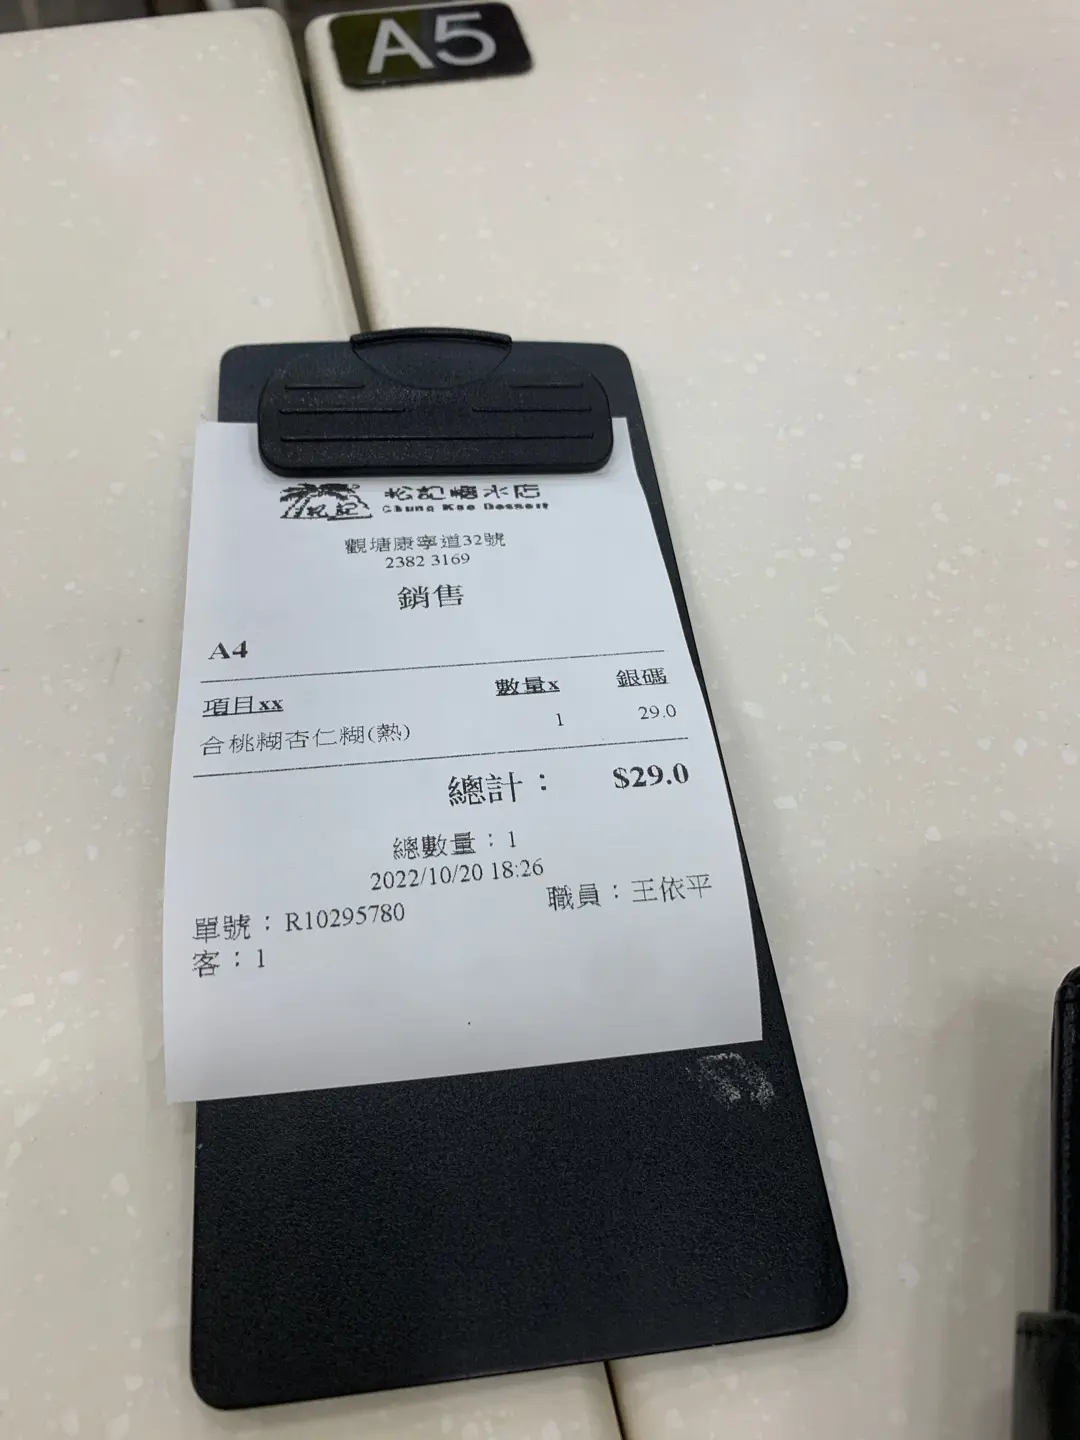 A5
松記
松記糖水店
Chung Kee Dessert
觀塘康寧道32號
2382 3169
銷售
A4
項目xx 數量x 銀碼
合桃糊杏仁糊(熱) 1 29.0
總計： $29.0
總數量：1
2022/10/20 18:26
單號：R10295780 職員：王依平
客：1